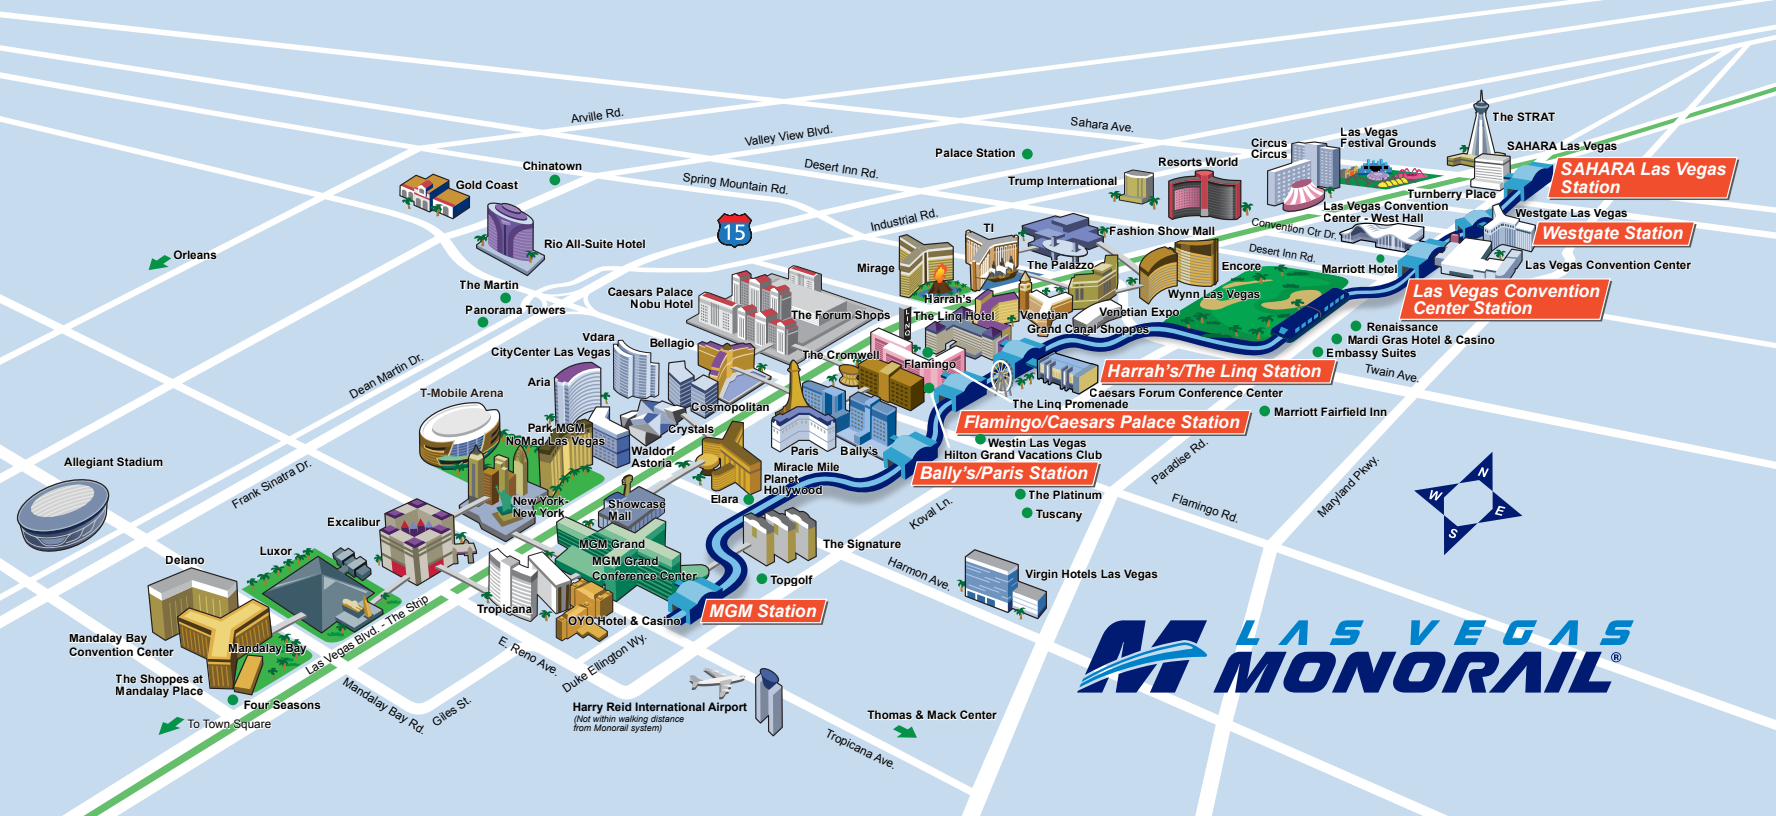 Arville Rd.
Valley View Blvd.
Sahara Ave.
The STRAT
Las Vegas
Festival Grounds
Circus
Circus
SAHARA Las Vegas
Palace Station
Desert Inn Rd.
Resorts World
Chinatown
SAHARA Las Vegas
Station
Spring Mountain Rd.
Trump International
Gold Coast
Turnberry Place
Las Vegas Convention
Center - West Hall
Westgate Las Vegas
Industrial Rd.
15
TI
Fashion Show Mall
Convention Ctr Dr.
Westgate Station
Rio All-Suite Hotel
Orleans
Desert Inn Rd.
Mirage
The Palazzo
Encore
Marriott Hotel
Las Vegas Convention Center
The Martin
Caesars Palace
Nobu Hotel
Harrah's
Wynn Las Vegas
Las Vegas Convention
Center Station
Panorama Towers
The Forum Shops
LINQ
The Linq Hotel
Venetian
Venetian Expo
Grand Canal Shoppes
Renaissance
Mardi Gras Hotel & Casino
Embassy Suites
Vdara
CityCenter Las Vegas
Bellagio
The Cromwell
Flamingo
Harrah's/The Linq Station
Twain Ave.
Dean Martin Dr.
Aria
T-Mobile Arena
Caesars Forum Conference Center
The Linq Promenade
Cosmopolitan
Marriott Fairfield Inn
Flamingo/Caesars Palace Station
Park MGM
NoMad Las Vegas
Crystals
Waldorf
Astoria
Paris
Bally's
Westin Las Vegas
Hilton Grand Vacations Club
Allegiant Stadium
Frank Sinatra Dr.
Miracle Mile
Planet
Hollywood
Bally's/Paris Station
Paradise Rd.
Maryland Pkwy.
N
W
E
S
Elara
New York-
New York
Showcase
Mall
The Platinum
Tuscany
Koval Ln.
Flamingo Rd.
Excalibur
MGM Grand
MGM Grand
Conference Center
The Signature
Luxor
Delano
Topgolf
Harmon Ave.
Virgin Hotels Las Vegas
Tropicana
OYO Hotel & Casino
MGM Station
Mandalay Bay
Convention Center
Mandalay Bay
Las Vegas Blvd. - The Strip
E. Reno Ave.
Duke Ellington Wy.
LAS VEGAS
MONORAIL®
The Shoppes at
Mandalay Place
Four Seasons
To Town Square
Mandalay Bay Rd.
Giles St.
Harry Reid International Airport
(Not within walking distance
from Monorail system)
Thomas & Mack Center
Tropicana Ave.